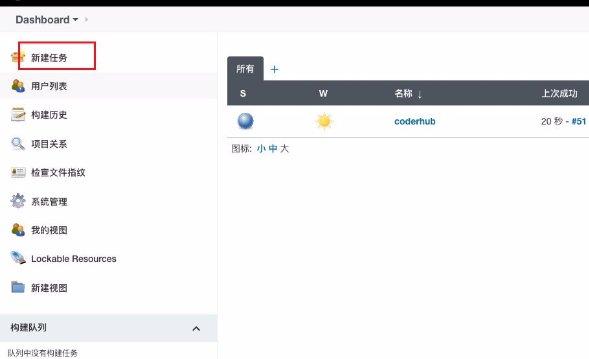 Dashboard
新建任务
用户列表
构建历史
项目关系
检查文件指纹
系统管理
我的视图
Lockable Resources
新建视图
构建队列
队列中没有构建任务
所有 +
S W 名称 ↓ 上次成功
coderhub 20 秒 - #51
图标: 小 中 大